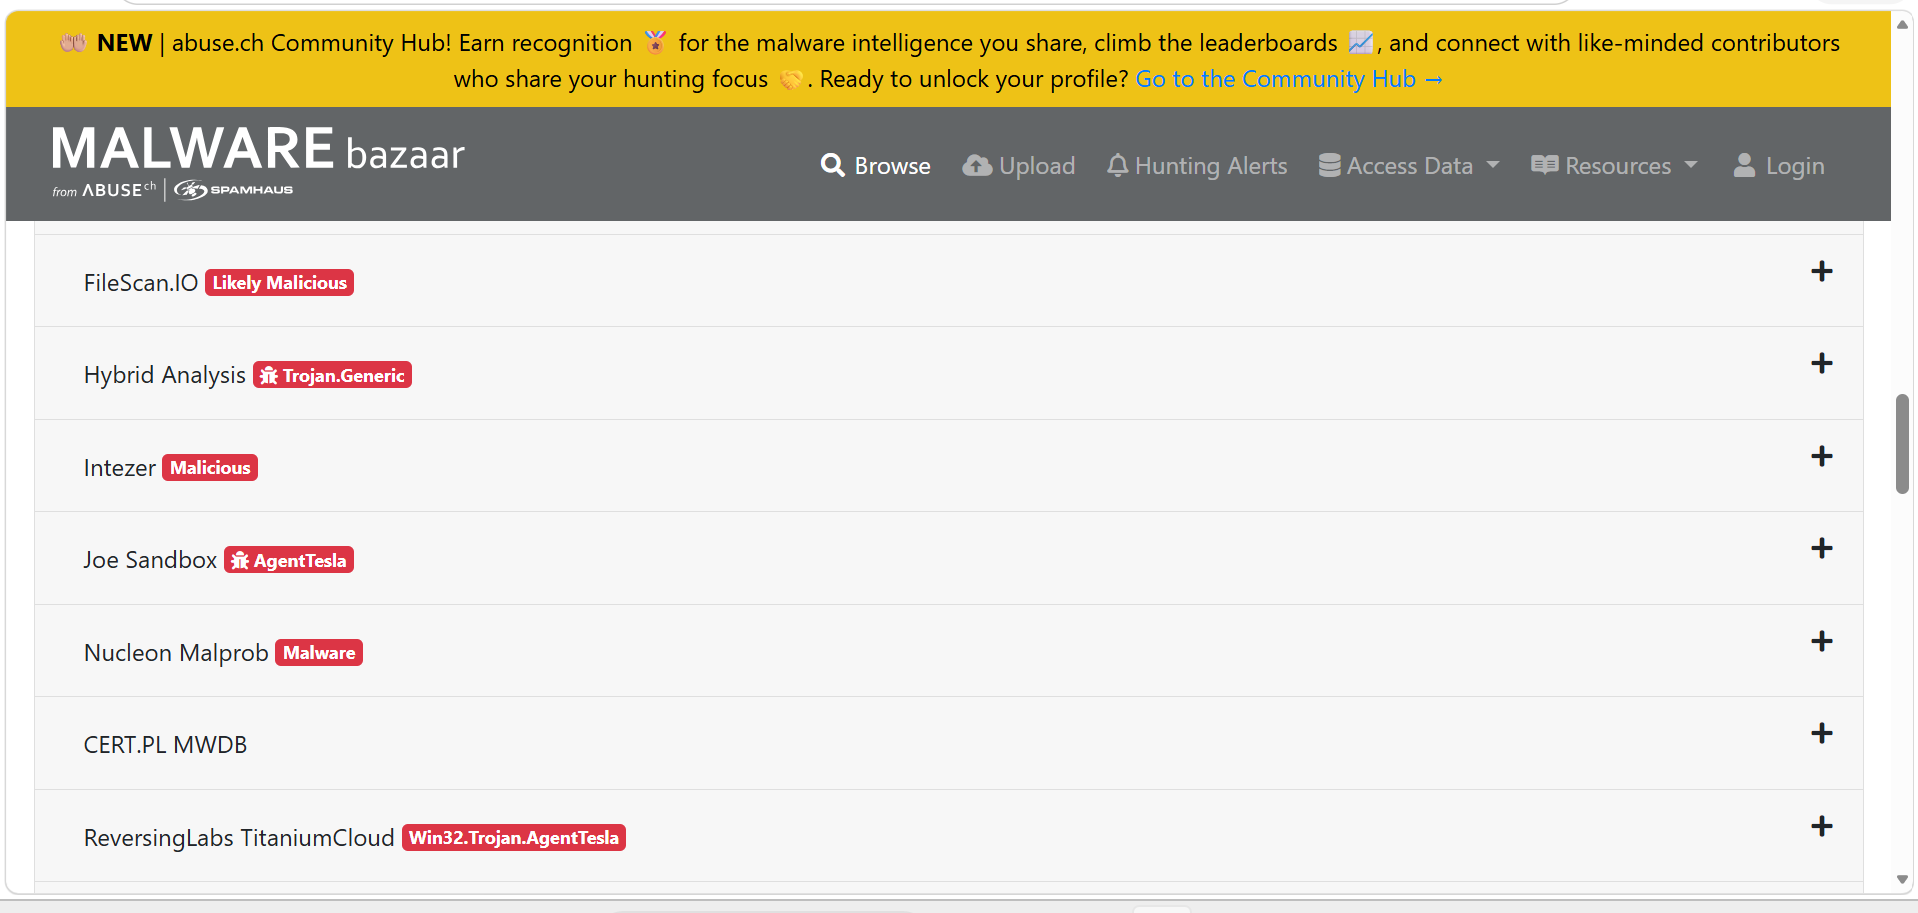 NEW | abuse.ch Community Hub! Earn recognition 🏅 for the malware intelligence you share, climb the leaderboards 📈, and connect with like-minded contributors
who share your hunting focus 🤝. Ready to unlock your profile? Go to the Community Hub →
MALWARE bazaar
from ABUSE ch | SPAMHAUS
Browse Upload Hunting Alerts Access Data Resources Login
FileScan.IO Likely Malicious
Hybrid Analysis Trojan.Generic
Intezer Malicious
Joe Sandbox AgentTesla
Nucleon Malprob Malware
CERT.PL MWDB
ReversingLabs TitaniumCloud Win32.Trojan.AgentTesla